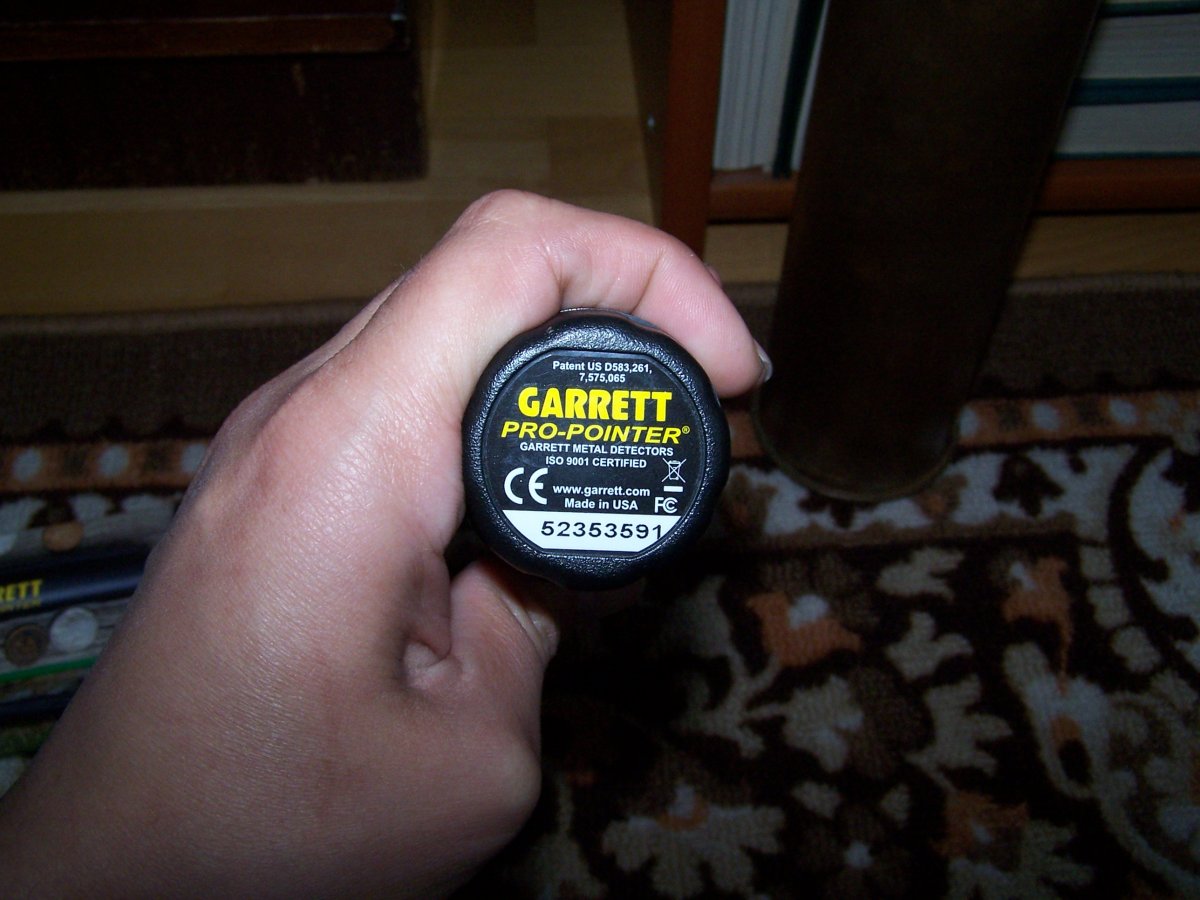 Patent US D583,261,
7,575,065
GARRETT
PRO-POINTER®
GARRETT METAL DETECTORS
ISO 9001 CERTIFIED
CE
www.garrett.com
Made in USA FC
52353591
RETT